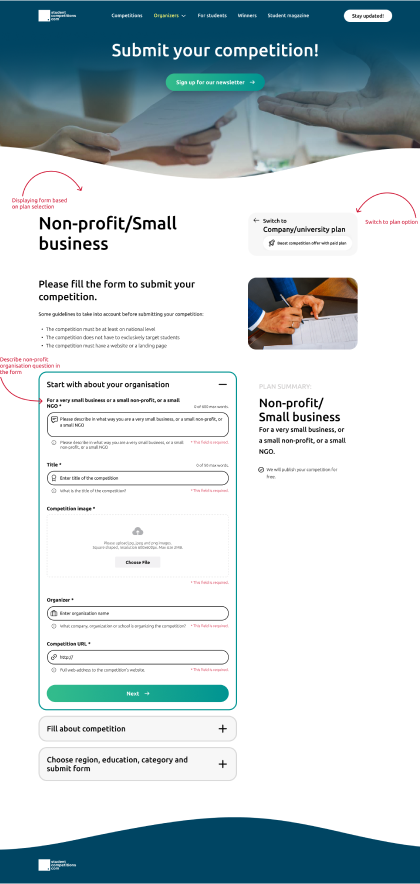 student
competitions
.com
Competitions
Organizers
For students
Winners
Student magazine
Stay updated!
Submit your competition!
Sign up for our newsletter
Displaying form based
on plan selection
Switch to plan option
Non-profit/Small
business
Switch to
Company/university plan
Boost competition offer with paid plan
Please fill the form to submit your
competition.
Some guidelines to take into account before submitting your competition:
• The competition must be at least on national level
• The competition does not have to exclusively target students
• The competition must have a website or a landing page
Describe non-profit
organisation question in
the form
Start with about your organisation
For a very small business or a small non-profit, or a small
NGO *
0 of 400 max words.
Please describe in what way you are a very small business, or a small non-profit, or
a small NGO
Please describe in what way you are a very small business, or a small
non-profit, or a small NGO.
* This field is required.
Title *
0 of 50 max words.
Enter title of the competition
What is the title of the competition?
* This field is required.
Competition image *
Please upload jpg, jpeg and png images.
Choose File
* This field is required.
Organizer *
Enter organisation name
What company, organization or school is organizing the competition?
* This field is required.
Competition URL *
http://
Full web-address to the competition's website.
* This field is required.
Next
Fill about competition
Choose region, education, category and
submit form
PLAN SUMMARY:
Non-profit/
Small business
For a very small business, or
a small non-profit, or a small
NGO.
We will publish your competition for
free.
student
competitions
.com